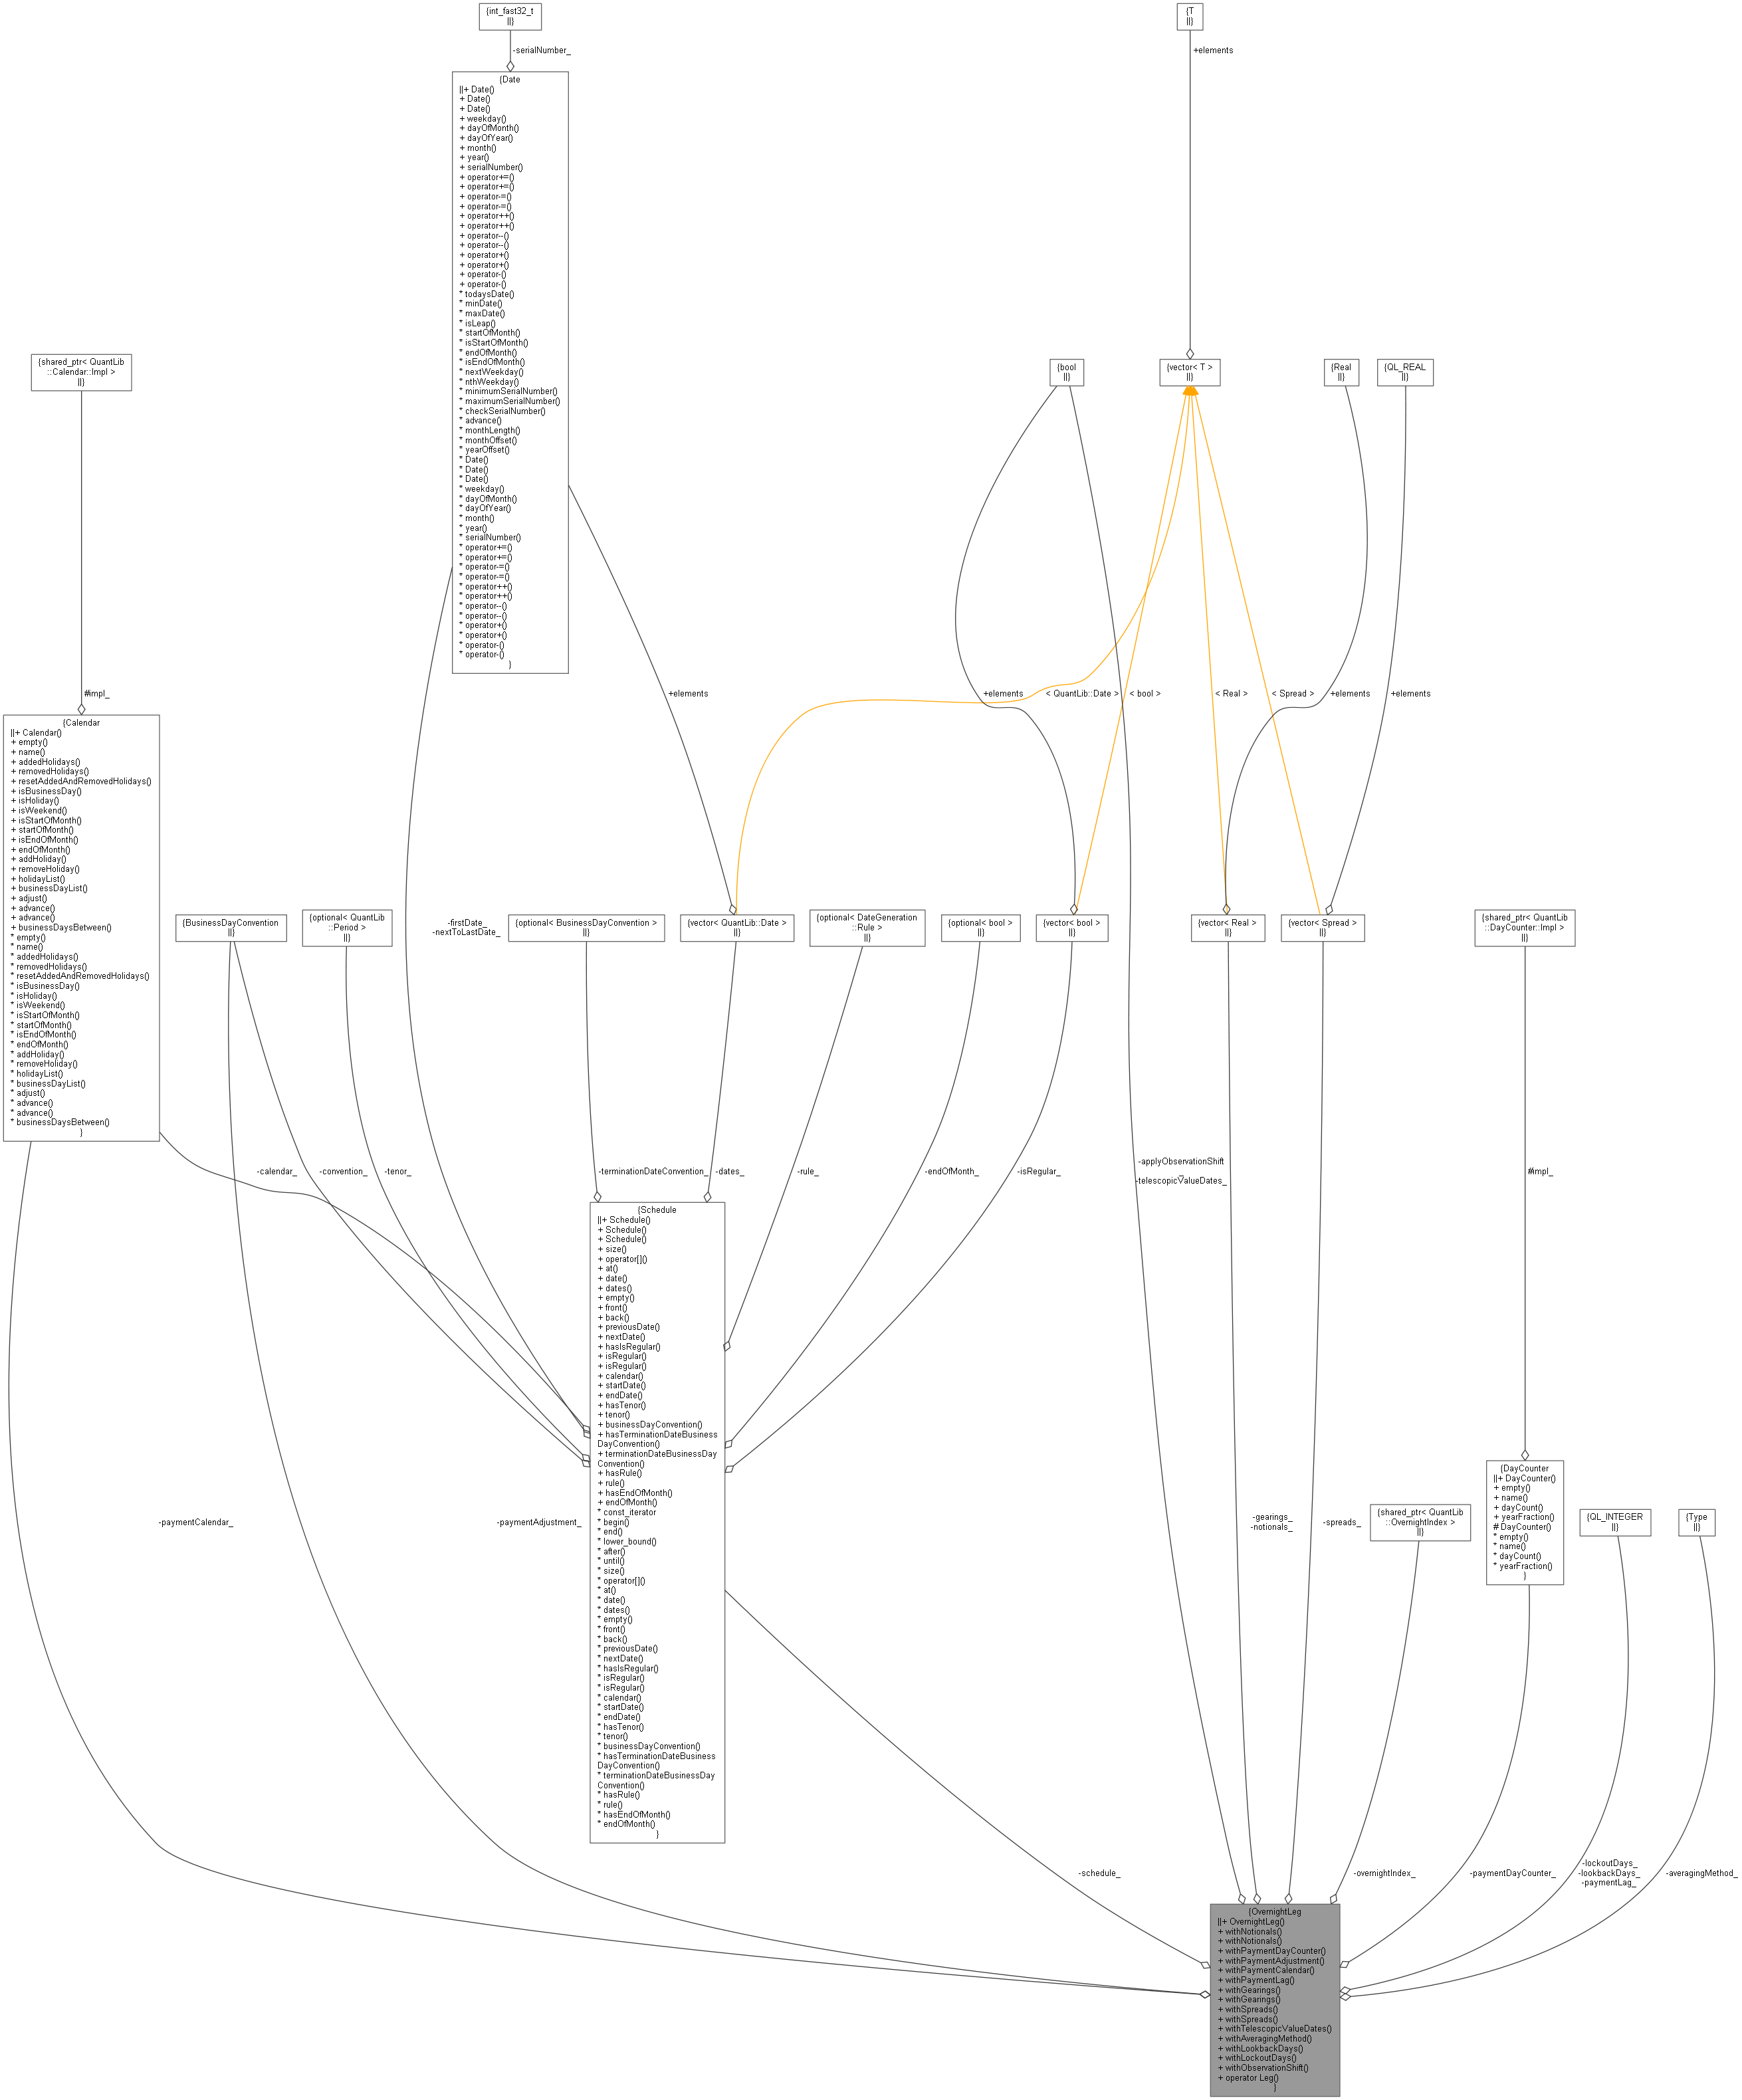 {int_fast32_t
||}
{T
||}
-serialNumber_
+elements
{Date
||+ Date()
+ Date()
+ Date()
+ weekday()
+ dayOfMonth()
+ dayOfYear()
+ month()
+ year()
+ serialNumber()
+ operator+=()
+ operator+=()
+ operator-=()
+ operator-=()
+ operator++()
+ operator++()
+ operator--()
+ operator--()
+ operator+()
+ operator+()
+ operator-()
+ operator-()
* todaysDate()
* minDate()
* maxDate()
* isLeap()
* startOfMonth()
* isStartOfMonth()
* endOfMonth()
* isEndOfMonth()
* nextWeekday()
* nthWeekday()
* minimumSerialNumber()
* maximumSerialNumber()
* checkSerialNumber()
* advance()
* monthLength()
* monthOffset()
* yearOffset()
* Date()
* Date()
* Date()
* weekday()
* dayOfMonth()
* dayOfYear()
* month()
* year()
* serialNumber()
* operator+=()
* operator+=()
* operator-=()
* operator-=()
* operator++()
* operator++()
* operator--()
* operator--()
* operator+()
* operator+()
* operator-()
* operator-()
}
{shared_ptr< QuantLib
::Calendar::Impl >
||}
{bool
||}
{vector< T >
||}
{Real
||}
{QL_REAL
||}
#impl_
+elements
+elements
< QuantLib::Date >
< bool >
< Real >
< Spread >
+elements
+elements
{Calendar
||+ Calendar()
+ empty()
+ name()
+ addedHolidays()
+ removedHolidays()
+ resetAddedAndRemovedHolidays()
+ isBusinessDay()
+ isHoliday()
+ isWeekend()
+ isStartOfMonth()
+ startOfMonth()
+ isEndOfMonth()
+ endOfMonth()
+ addHoliday()
+ removeHoliday()
+ holidayList()
+ businessDayList()
+ adjust()
+ advance()
+ advance()
+ businessDaysBetween()
* empty()
* name()
* addedHolidays()
* removedHolidays()
* resetAddedAndRemovedHolidays()
* isBusinessDay()
* isHoliday()
* isWeekend()
* isStartOfMonth()
* startOfMonth()
* isEndOfMonth()
* endOfMonth()
* addHoliday()
* removeHoliday()
* holidayList()
* businessDayList()
* adjust()
* advance()
* advance()
* businessDaysBetween()
}
{BusinessDayConvention
||}
{optional< QuantLib
::Period >
||}
-firstDate_
-nextToLastDate_
{optional< BusinessDayConvention >
||}
{vector< QuantLib::Date >
||}
{optional< DateGeneration
::Rule >
||}
{optional< bool >
||}
{vector< bool >
||}
{vector< Real >
||}
{vector< Spread >
||}
{shared_ptr< QuantLib
::DayCounter::Impl >
||}
-calendar_
-convention_
-tenor_
-terminationDateConvention_
-dates_
-rule_
-endOfMonth_
-isRegular_
-applyObservationShift
_
-telescopicValueDates_
#impl_
{Schedule
||+ Schedule()
+ Schedule()
+ Schedule()
+ size()
+ operator[]()
+ at()
+ date()
+ dates()
+ empty()
+ front()
+ back()
+ previousDate()
+ nextDate()
+ hasIsRegular()
+ isRegular()
+ isRegular()
+ calendar()
+ startDate()
+ endDate()
+ hasTenor()
+ tenor()
+ businessDayConvention()
+ hasTerminationDateBusiness
DayConvention()
+ terminationDateBusinessDay
Convention()
+ hasRule()
+ rule()
+ hasEndOfMonth()
+ endOfMonth()
* const_iterator
* begin()
* end()
* lower_bound()
* after()
* until()
* size()
* operator[]()
* at()
* date()
* dates()
* empty()
* front()
* back()
* previousDate()
* nextDate()
* hasIsRegular()
* isRegular()
* isRegular()
* calendar()
* startDate()
* endDate()
* hasTenor()
* tenor()
* businessDayConvention()
* hasTerminationDateBusiness
DayConvention()
* terminationDateBusinessDay
Convention()
* hasRule()
* rule()
* hasEndOfMonth()
* endOfMonth()
}
{DayCounter
||+ DayCounter()
+ empty()
+ name()
+ dayCount()
+ yearFraction()
# DayCounter()
* empty()
* name()
* dayCount()
* yearFraction()
}
-paymentCalendar_
-paymentAdjustment_
-gearings_
-notionals_
-spreads_
{shared_ptr< QuantLib
::OvernightIndex >
||}
{QL_INTEGER
||}
{Type
||}
-schedule_
-overnightIndex_
-paymentDayCounter_
-lockoutDays_
-lookbackDays_
-paymentLag_
-averagingMethod_
{OvernightLeg
||+ OvernightLeg()
+ withNotionals()
+ withNotionals()
+ withPaymentDayCounter()
+ withPaymentAdjustment()
+ withPaymentCalendar()
+ withPaymentLag()
+ withGearings()
+ withGearings()
+ withSpreads()
+ withSpreads()
+ withTelescopicValueDates()
+ withAveragingMethod()
+ withLookbackDays()
+ withLockoutDays()
+ withObservationShift()
+ operator Leg()
}